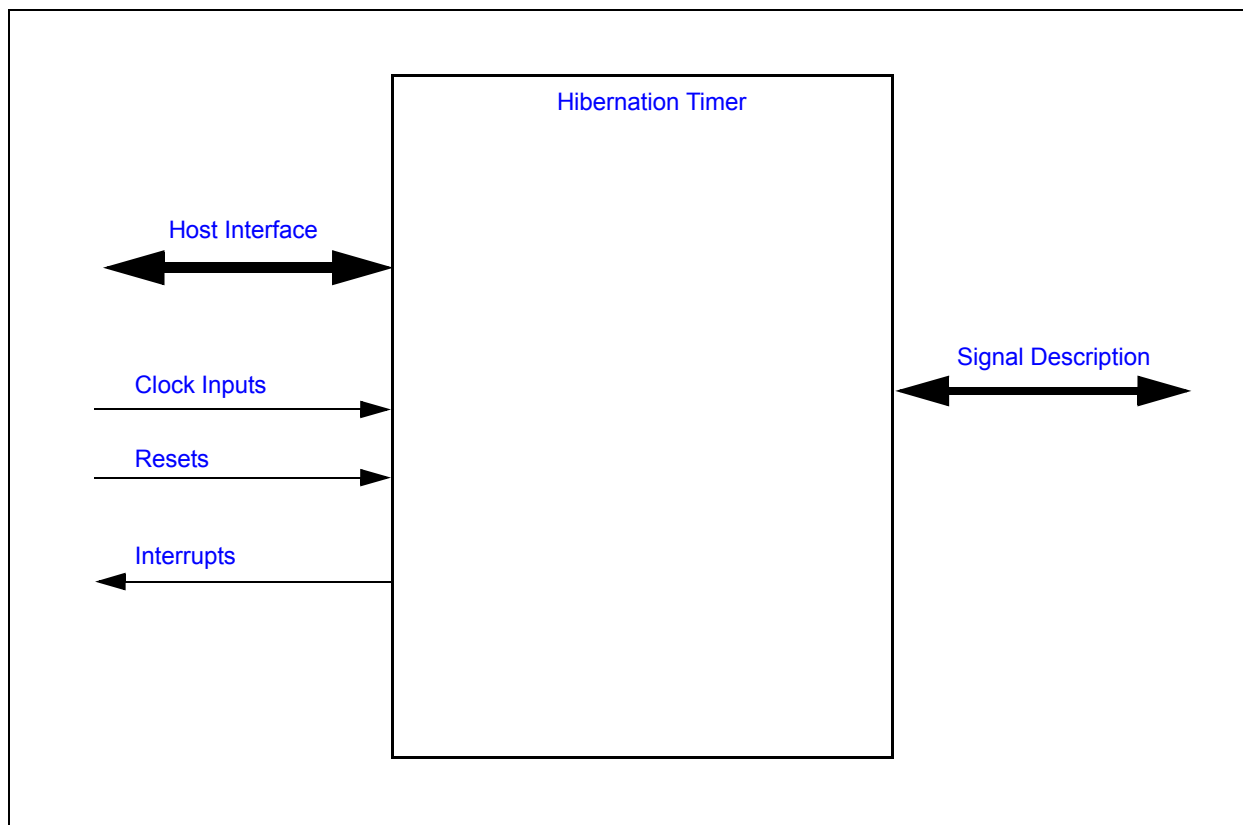 Hibernation Timer
Host Interface
Signal Description
Clock Inputs
Resets
Interrupts